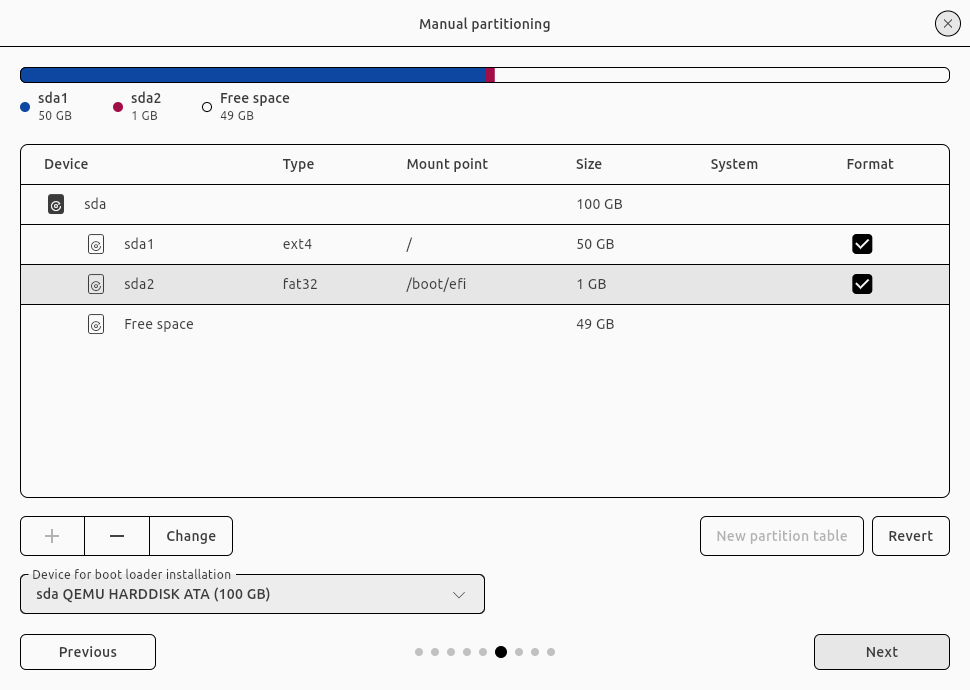 Manual partitioning
sda1
50 GB
sda2
1 GB
Free space
49 GB
Device Type Mount point Size System Format
sda 100 GB
sda1 ext4 / 50 GB
sda2 fat32 /boot/efi 1 GB
Free space 49 GB
Change New partition table Revert
Device for boot loader installation
sda QEMU HARDDISK ATA (100 GB)
Previous Next